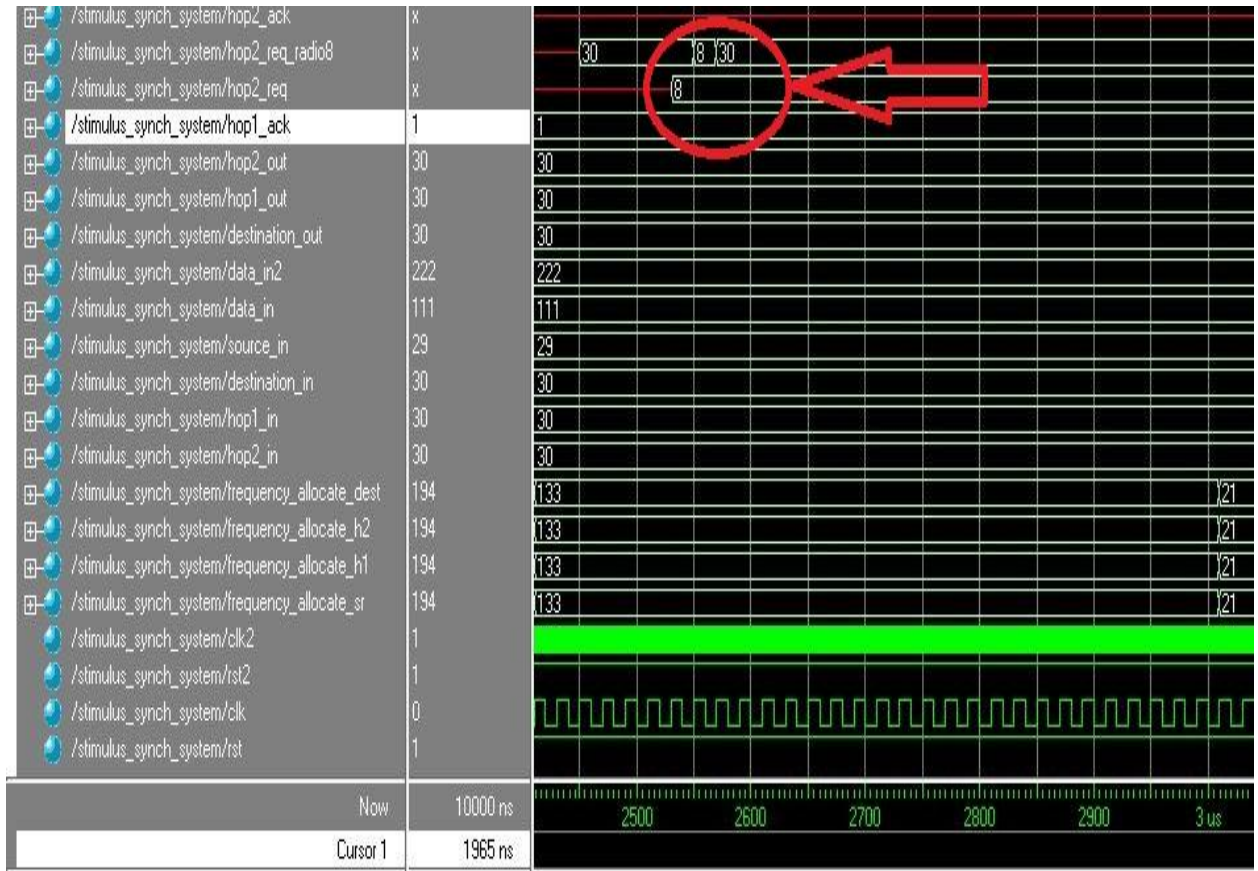 /stimulus_synch_system/hop2_ack x
/stimulus_synch_system/hop2_req_radio8 x 30 8 30
/stimulus_synch_system/hop2_req x 8
/stimulus_synch_system/hop1_ack 1 1
/stimulus_synch_system/hop2_out 30 30
/stimulus_synch_system/hop1_out 30 30
/stimulus_synch_system/destination_out 30 30
/stimulus_synch_system/data_in2 222 222
/stimulus_synch_system/data_in 111 111
/stimulus_synch_system/source_in 29 29
/stimulus_synch_system/destination_in 30 30
/stimulus_synch_system/hop1_in 30 30
/stimulus_synch_system/hop2_in 30 30
/stimulus_synch_system/frequency_allocate_dest 194 133 21
/stimulus_synch_system/frequency_allocate_h2 194 133 21
/stimulus_synch_system/frequency_allocate_h1 194 133 21
/stimulus_synch_system/frequency_allocate_sr 194 133 21
/stimulus_synch_system/clk2 1
/stimulus_synch_system/rst2 1
/stimulus_synch_system/clk 0
/stimulus_synch_system/rst 1
Now 10000 ns 2500 2600 2700 2800 2900 3 us
Cursor 1 1965 ns